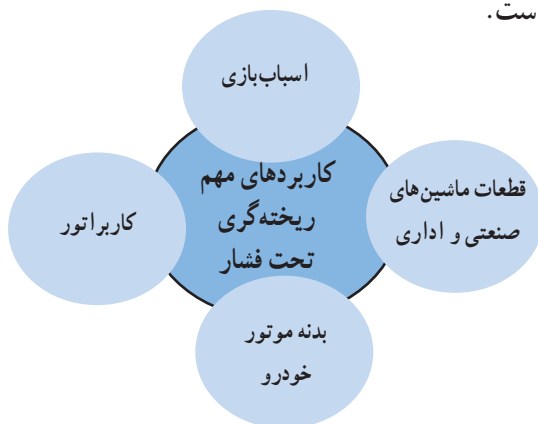 ست.
اسباب‌بازی
کاربردهای مهم
ریخته‌گری
تحت فشار
قطعات ماشین‌های
صنعتی و اداری
کاربراتور
بدنه موتور
خودرو